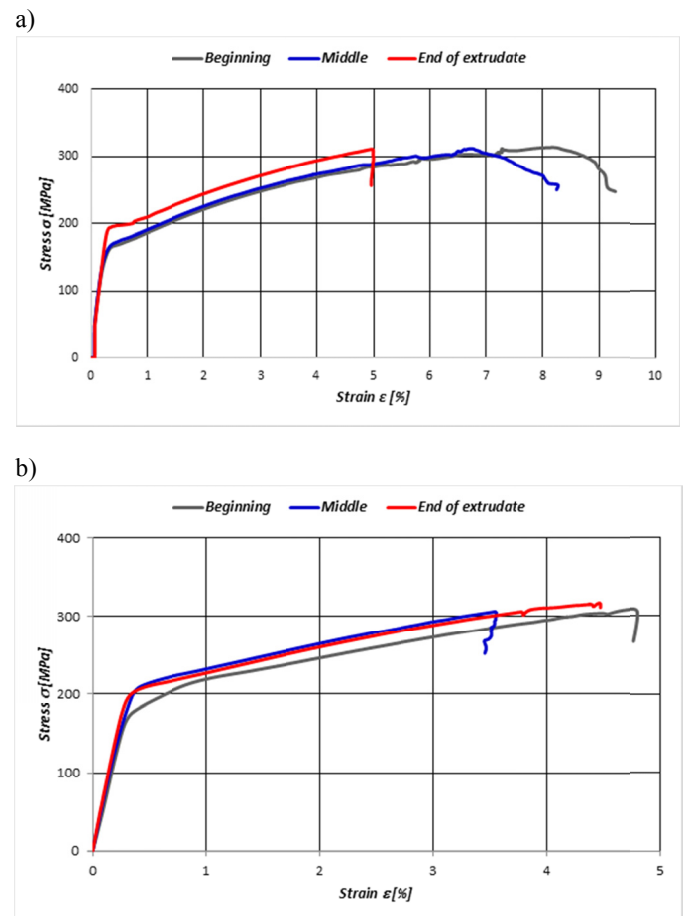 a)
Beginning Middle End of extrudate
400
300
200
100
0
Stress σ [MPa]
0 1 2 3 4 5 6 7 8 9 10
Strain ε [%]
b)
Beginning Middle End of extrudate
400
300
200
100
0
Stress σ[MPa]
0 1 2 3 4 5
Strain ε[%]